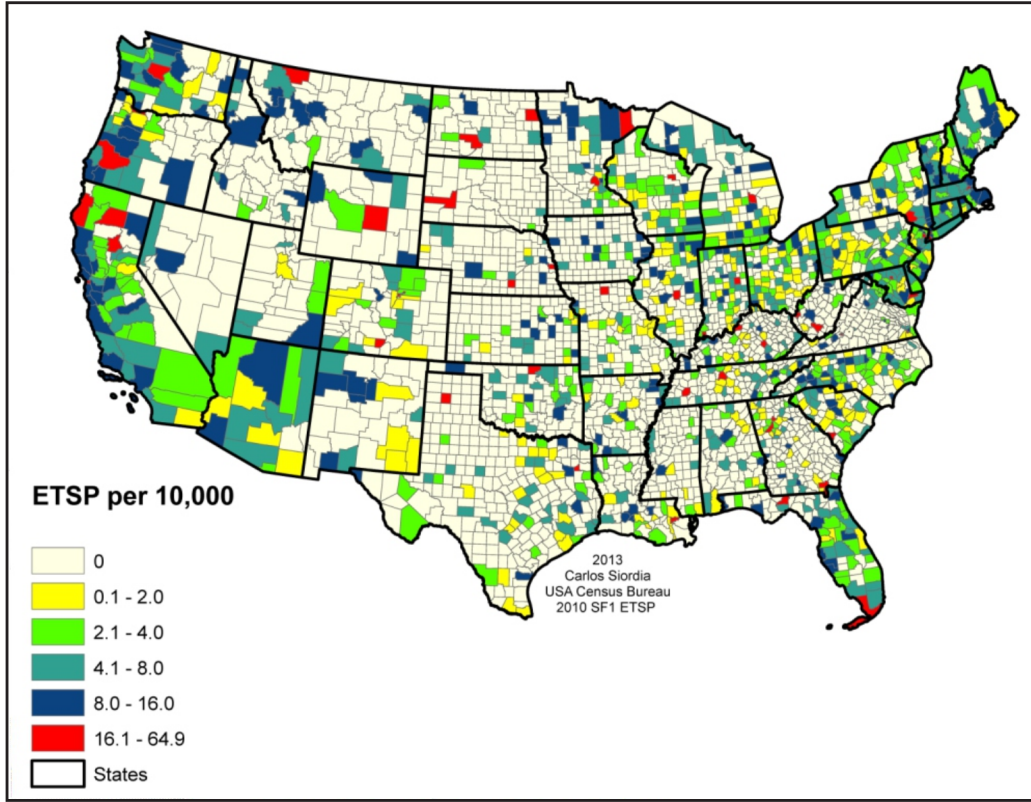 ETSP per 10,000
0
0.1 - 2.0
2.1 - 4.0
4.1 - 8.0
8.0 - 16.0
16.1 - 64.9
States
2013
Carlos Siordia
USA Census Bureau
2010 SF1 ETSP